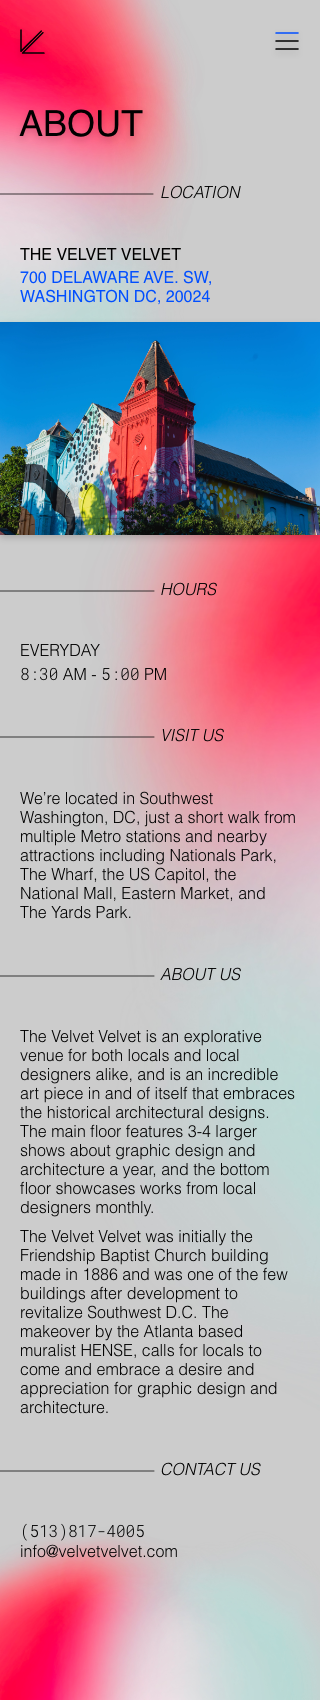 ABOUT
LOCATION
THE VELVET VELVET
700 DELAWARE AVE. SW,
WASHINGTON DC, 20024
HOURS
EVERYDAY
8:30 AM - 5:00 PM
VISIT US
We’re located in Southwest
Washington, DC, just a short walk from
multiple Metro stations and nearby
attractions including Nationals Park,
The Wharf, the US Capitol, the
National Mall, Eastern Market, and
The Yards Park.
ABOUT US
The Velvet Velvet is an explorative
venue for both locals and local
designers alike, and is an incredible
art piece in and of itself that embraces
the historical architectural designs.
The main floor features 3-4 larger
shows about graphic design and
architecture a year, and the bottom
floor showcases works from local
designers monthly.
The Velvet Velvet was initially the
Friendship Baptist Church building
made in 1886 and was one of the few
buildings after development to
revitalize Southwest D.C. The
makeover by the Atlanta based
muralist HENSE, calls for locals to
come and embrace a desire and
appreciation for graphic design and
architecture.
CONTACT US
(513)817-4005
info@velvetvelvet.com